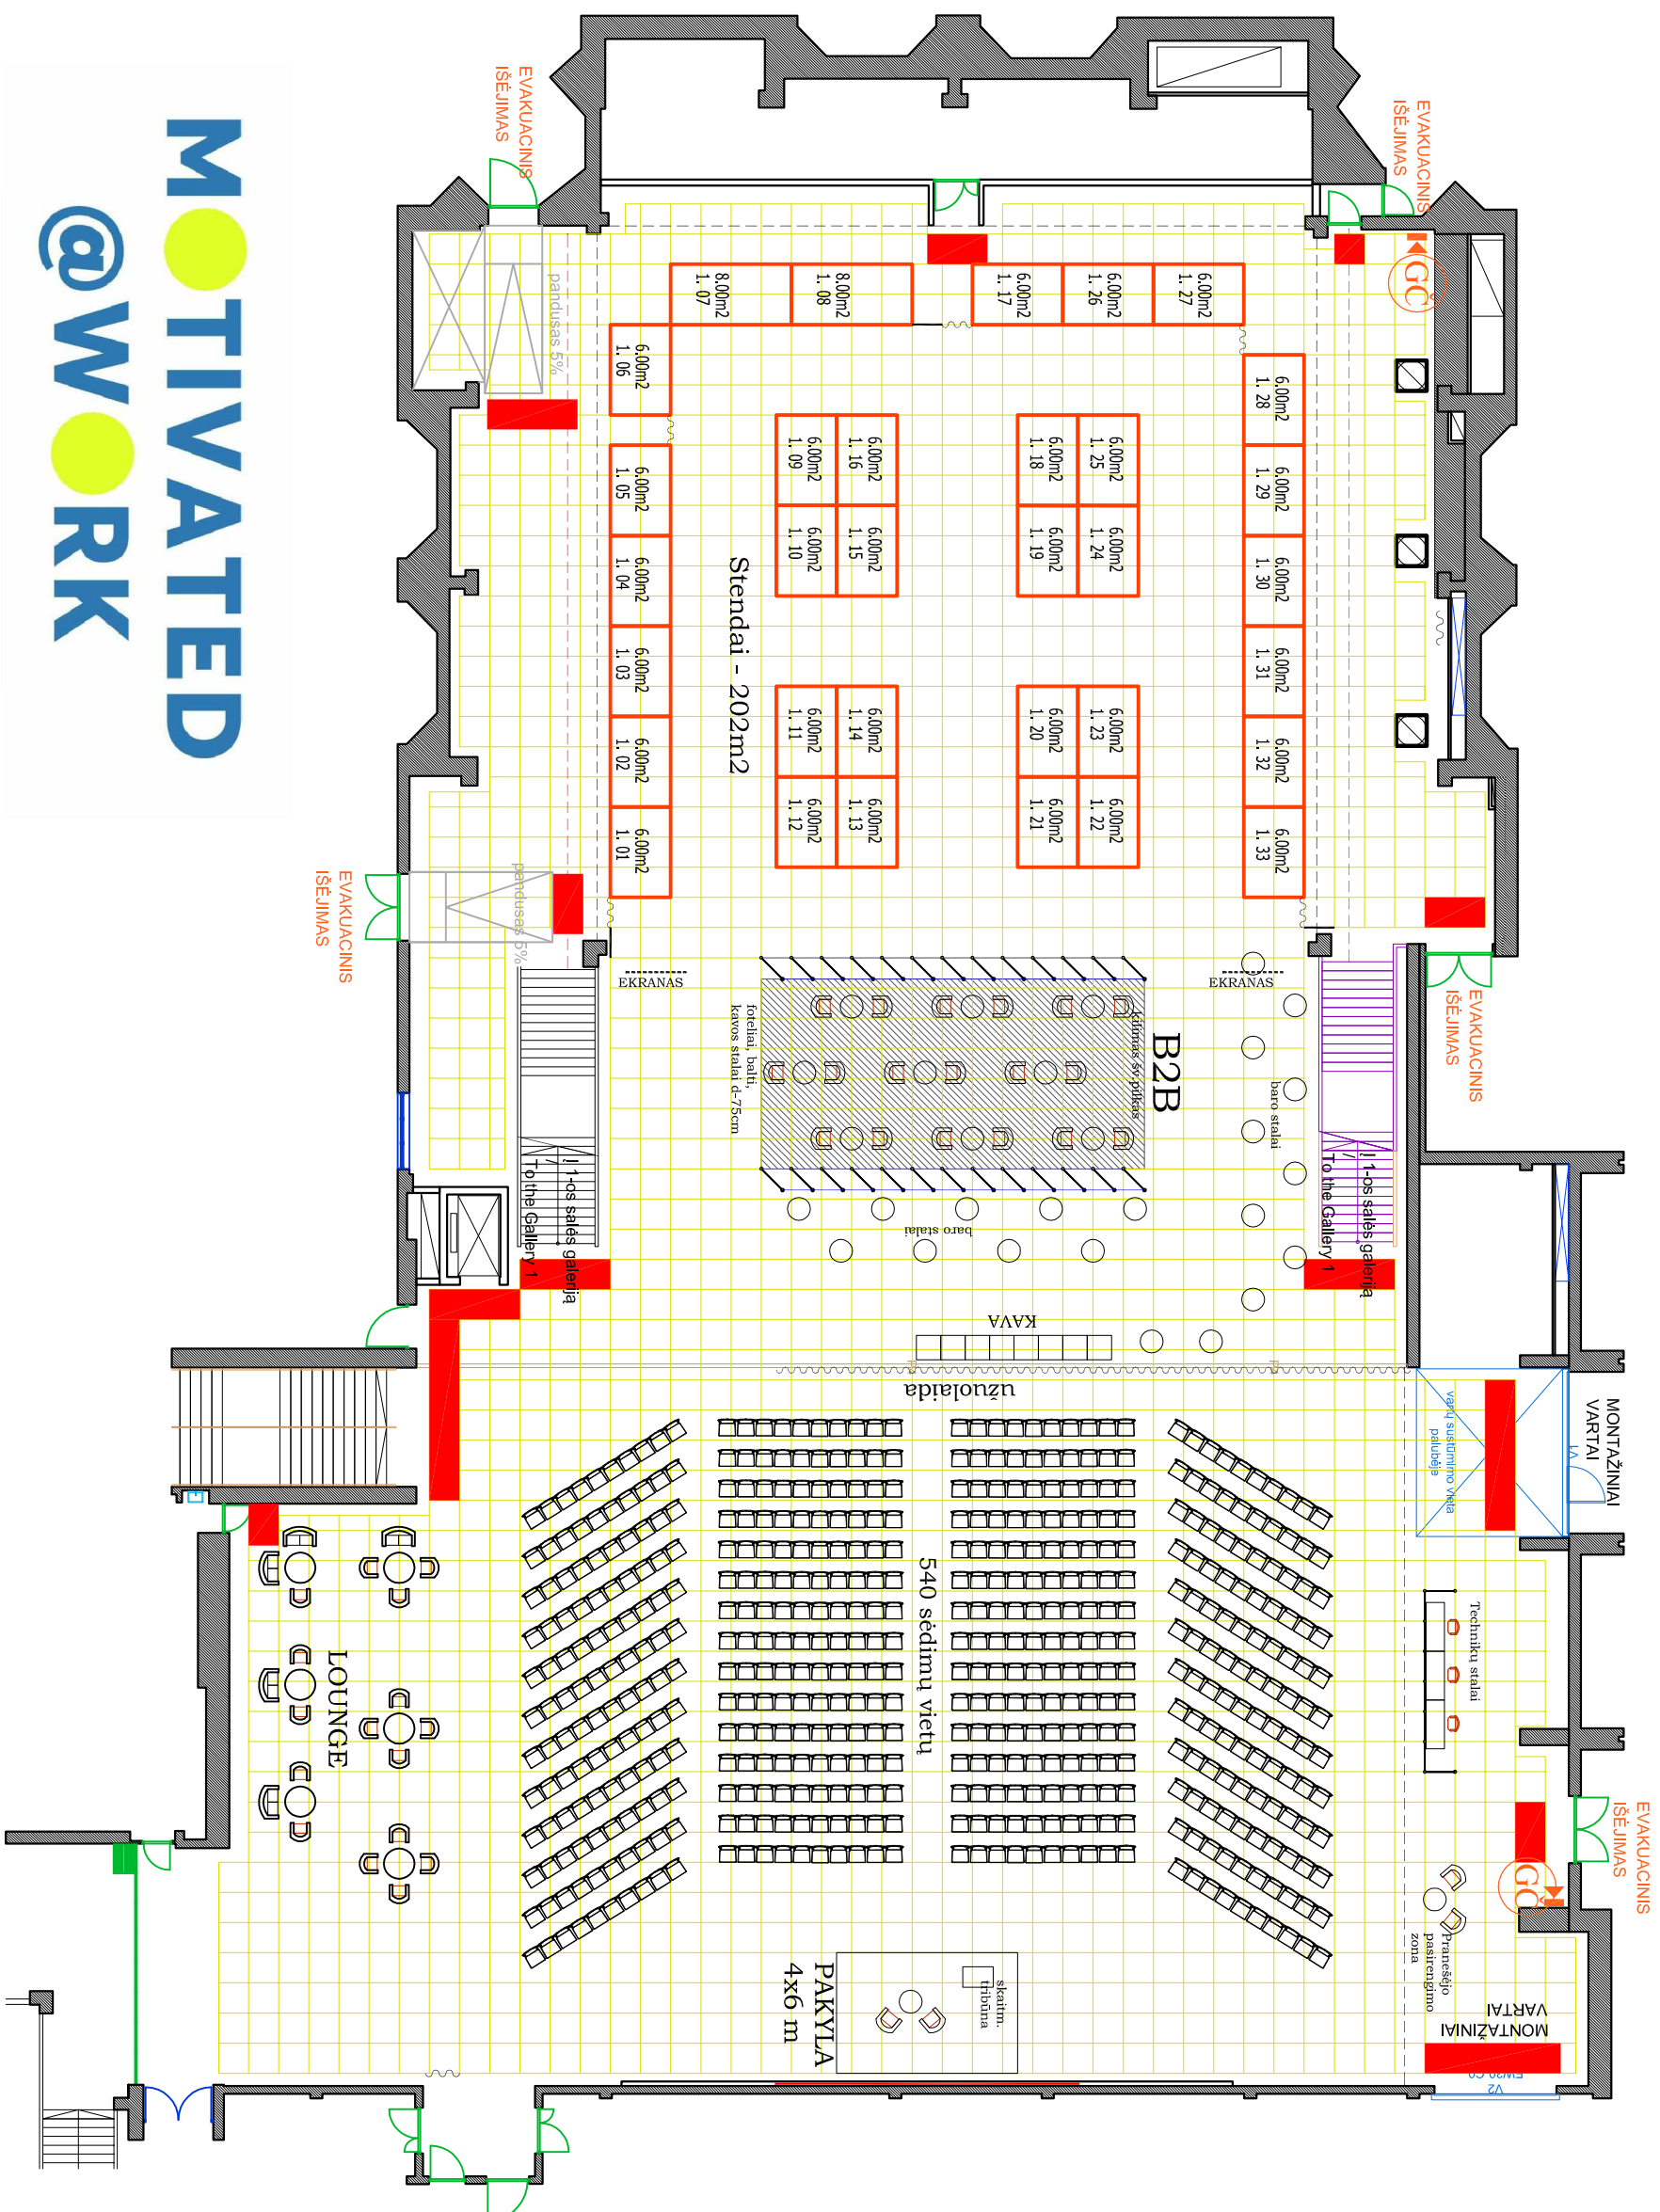 MOTIVATED
@WORK
EVAKUACINIS
IŠĖJIMAS
EVAKUACINIS
IŠĖJIMAS
GČ
pandusas 5%
8.00m2
1. 07
8.00m2
1. 08
6.00m2
1. 17
6.00m2
1. 26
6.00m2
1. 27
6.00m2
1. 06
6.00m2
1. 05
6.00m2
1. 04
6.00m2
1. 03
6.00m2
1. 02
6.00m2
1. 01
6.00m2
1. 09
6.00m2
1. 16
6.00m2
1. 10
6.00m2
1. 15
6.00m2
1. 18
6.00m2
1. 25
6.00m2
1. 19
6.00m2
1. 24
6.00m2
1. 11
6.00m2
1. 14
6.00m2
1. 12
6.00m2
1. 13
6.00m2
1. 20
6.00m2
1. 23
6.00m2
1. 21
6.00m2
1. 22
6.00m2
1. 28
6.00m2
1. 29
6.00m2
1. 30
6.00m2
1. 31
6.00m2
1. 32
6.00m2
1. 33
Stendai - 202m2
EVAKUACINIS
IŠĖJIMAS
pandusas 5%
EVAKUACINIS
IŠĖJIMAS
EKRANAS
EKRANAS
B2B
kilimas šv.pilkas
foteliai, balti,
kavos stalai d-75cm
baro stalai
baro stalai
Į 1-os salės galeriją
/
To the Gallery 1
Į 1-os salės galeriją
/
To the Gallery 1
KAVA
užuolaida
MONTAŽINIAI
VARTAI
V1
vartų sustūmimo vieta
palubėje
540 sėdimų vietų
Technikų stalai
LOUNGE
EVAKUACINIS
IŠĖJIMAS
GČ
Pranešėjo
pasirengimo
zona
skaitm.
tribūna
PAKYLA
4x6 m
MONTAŽINIAI
VARTAI
V2